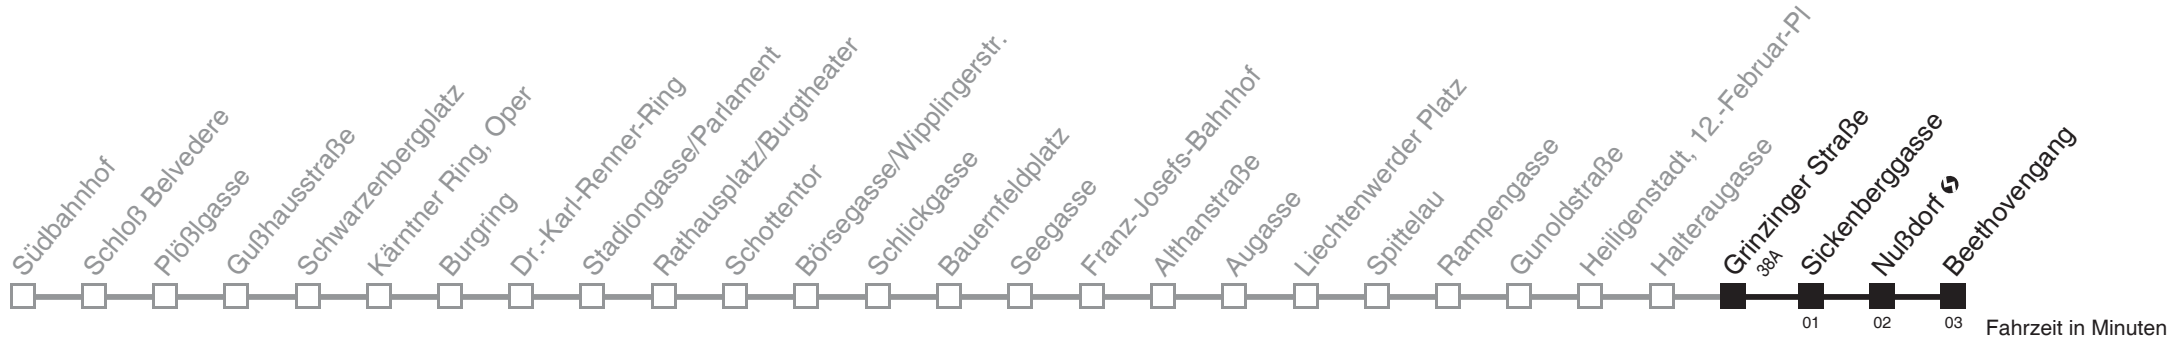 Südbahnhof
Schloß Belvedere
Plößlgasse
Gußhausstraße
Schwarzenbergplatz
Kärntner Ring, Oper
Burgring
Dr.-Karl-Renner-Ring
Stadiongasse/Parlament
Rathausplatz/Burgtheater
Schottentor
Börsegasse/Wipplingerstr.
Schlickgasse
Bauernfeldplatz
Seegasse
Franz-Josefs-Bahnhof
Althanstraße
Augasse
Liechtenwerder Platz
Spittelau
Rampengasse
Gunoldstraße
Heiligenstadt, 12.-Februar-Pl
Halteraugasse
Grinzinger Straße
38A
Sickenberggasse
Nußdorf
Beethovengang
01 02 03
Fahrzeit in Minuten